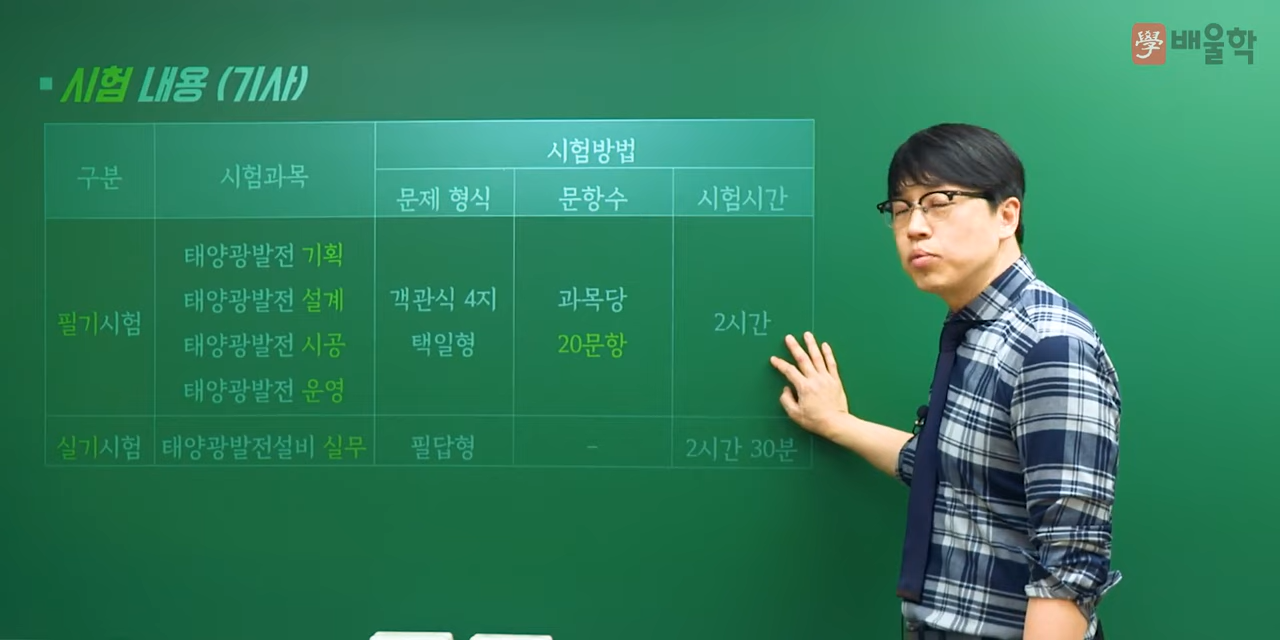 學 배울학
시험 내용 (기사)
구분 시험과목 시험방법
문제 형식 문항수 시험시간
필기시험
태양광발전 기획
태양광발전 설계
태양광발전 시공
태양광발전 운영
객관식 4지
택일형
과목당
20문항
2시간
실기시험 태양광발전설비 실무 필답형 - 2시간 30분